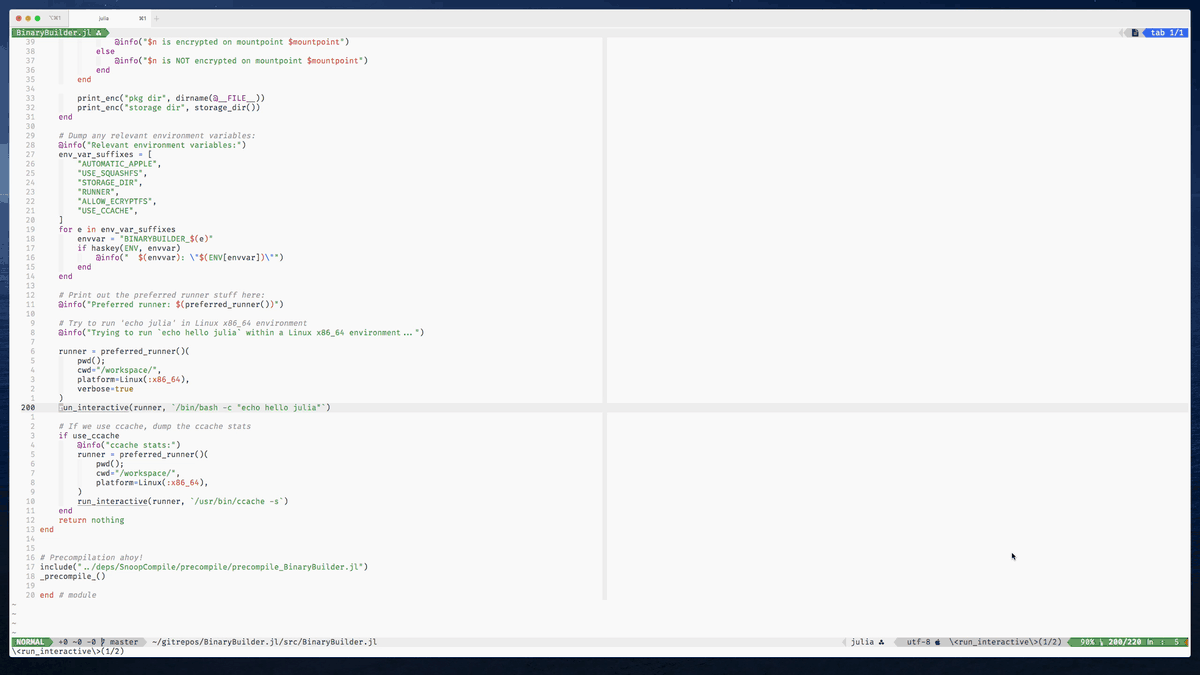 ⌥⌘1 julia ⌘1 +
BinaryBuilder.jl tab 1/1
39 @info("$n is encrypted on mountpoint $mountpoint")
38 else
37 @info("$n is NOT encrypted on mountpoint $mountpoint")
36 end
35 end
34
33 print_enc("pkg dir", dirname(@__FILE__))
32 print_enc("storage dir", storage_dir())
31 end
30
29 # Dump any relevant environment variables:
28 @info("Relevant environment variables:")
27 env_var_suffixes = [
26 "AUTOMATIC_APPLE",
25 "USE_SQUASHFS",
24 "STORAGE_DIR",
23 "RUNNER",
22 "ALLOW_ECRYPTFS",
21 "USE_CCACHE",
20 ]
19 for e in env_var_suffixes
18 envvar = "BINARYBUILDER_$(e)"
17 if haskey(ENV, envvar)
16 @info("  $(envvar): \"$(ENV[envvar])\"")
15 end
14 end
13
12 # Print out the preferred runner stuff here:
11 @info("Preferred runner: $(preferred_runner())")
10
9 # Try to run 'echo julia' in Linux x86_64 environment
8 @info("Trying to run `echo hello julia` within a Linux x86_64 environment...")
7
6 runner = preferred_runner()(
5 pwd();
4 cwd="/workspace/",
3 platform=Linux(:x86_64),
2 verbose=true
1 )
200 run_interactive(runner, `/bin/bash -c "echo hello julia"`)
1
2 # If we use ccache, dump the ccache stats
3 if use_ccache
4 @info("ccache stats:")
5 runner = preferred_runner()(
6 pwd();
7 cwd="/workspace/",
8 platform=Linux(:x86_64),
9 )
10 run_interactive(runner, `/usr/bin/ccache -s`)
11 end
12 return nothing
13 end
14
15
16 # Precompilation ahoy!
17 include("../deps/SnoopCompile/precompile/precompile_BinaryBuilder.jl")
18 _precompile_()
19
20 end # module
~
~
~
~
NORMAL +0 ~0 -0 master ~/gitrepos/BinaryBuilder.jl/src/BinaryBuilder.jl julia utf-8 \<run_interactive\>(1/2) 90% 200/220 ln : 5
\<run_interactive\>(1/2)